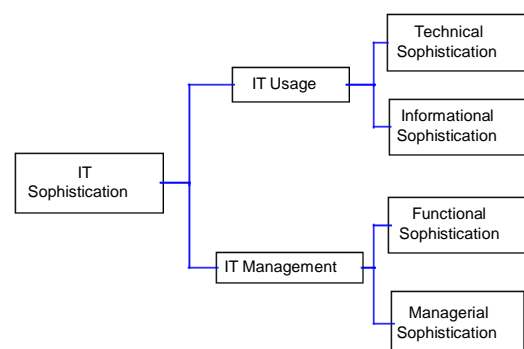 Technical
Sophistication
IT Usage
Informational
Sophistication
IT
Sophistication
Functional
Sophistication
IT Management
Managerial
Sophistication